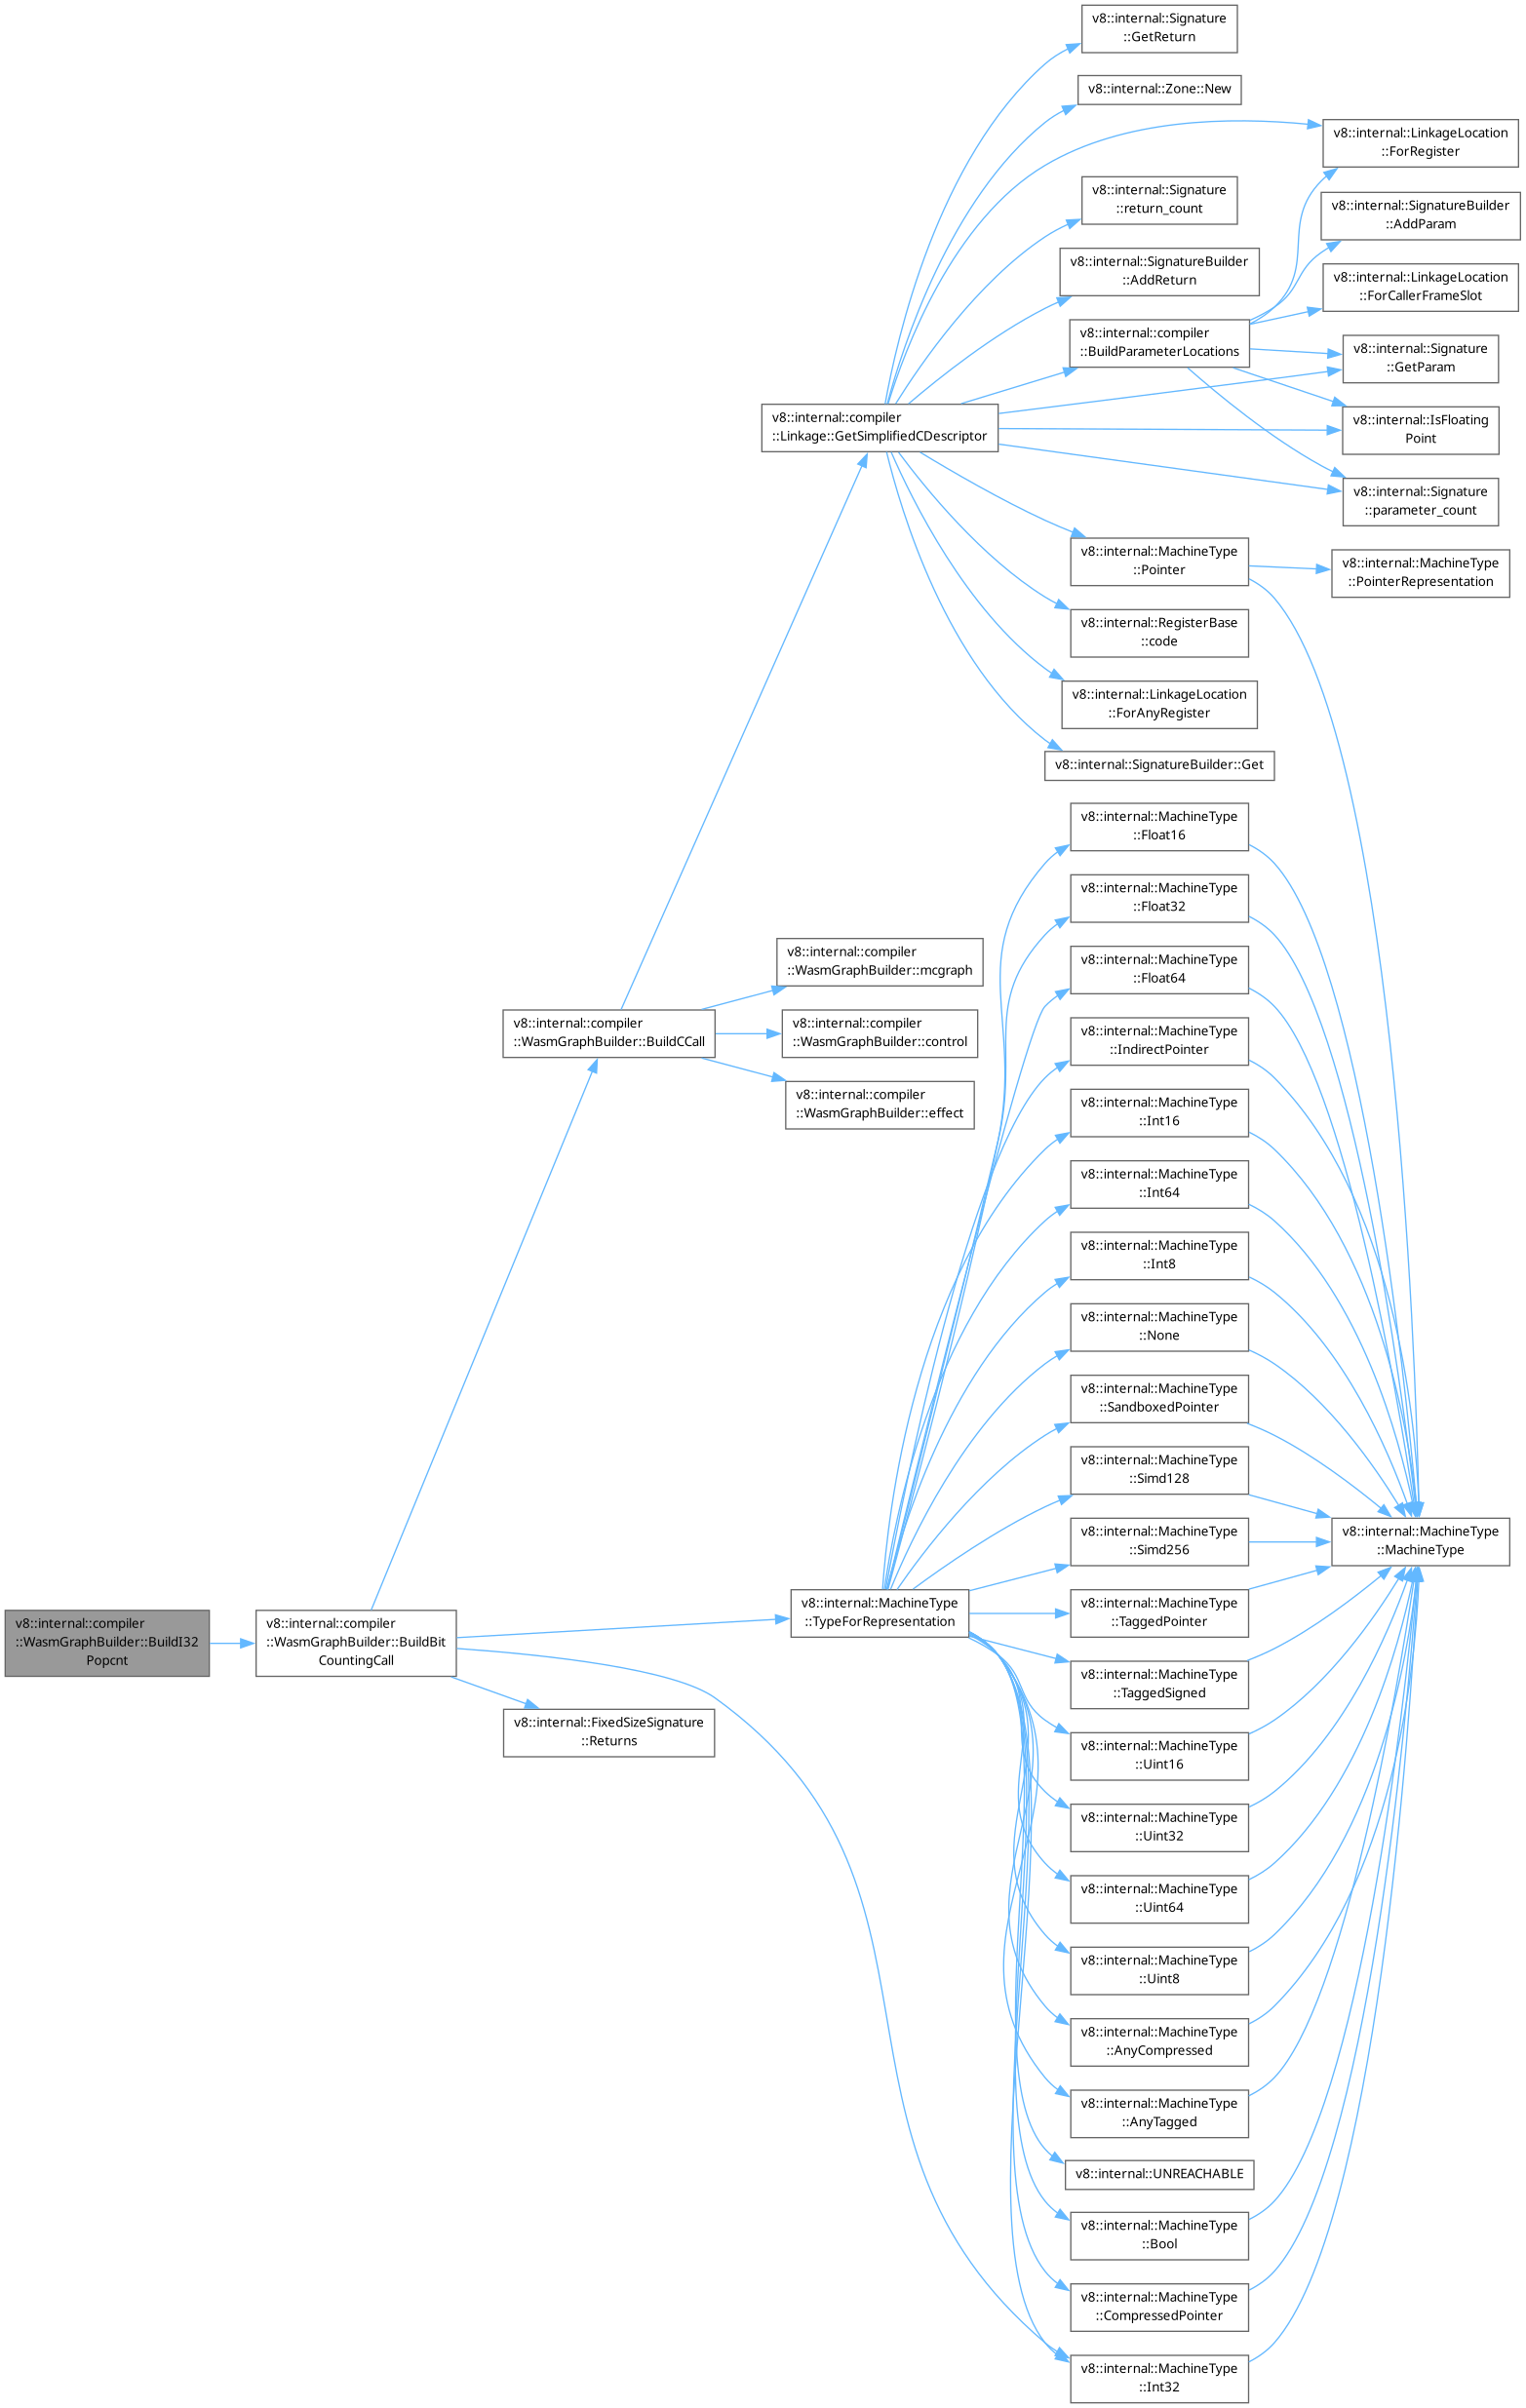 v8::internal::Signature
::GetReturn
v8::internal::Zone::New
v8::internal::LinkageLocation
::ForRegister
v8::internal::Signature
::return_count
v8::internal::SignatureBuilder
::AddParam
v8::internal::SignatureBuilder
::AddReturn
v8::internal::LinkageLocation
::ForCallerFrameSlot
v8::internal::compiler
::BuildParameterLocations
v8::internal::Signature
::GetParam
v8::internal::compiler
::Linkage::GetSimplifiedCDescriptor
v8::internal::IsFloating
Point
v8::internal::Signature
::parameter_count
v8::internal::MachineType
::Pointer
v8::internal::MachineType
::PointerRepresentation
v8::internal::RegisterBase
::code
v8::internal::LinkageLocation
::ForAnyRegister
v8::internal::SignatureBuilder::Get
v8::internal::MachineType
::Float16
v8::internal::MachineType
::Float32
v8::internal::compiler
::WasmGraphBuilder::mcgraph
v8::internal::MachineType
::Float64
v8::internal::compiler
::WasmGraphBuilder::BuildCCall
v8::internal::compiler
::WasmGraphBuilder::control
v8::internal::MachineType
::IndirectPointer
v8::internal::compiler
::WasmGraphBuilder::effect
v8::internal::MachineType
::Int16
v8::internal::MachineType
::Int64
v8::internal::MachineType
::Int8
v8::internal::MachineType
::None
v8::internal::MachineType
::SandboxedPointer
v8::internal::MachineType
::Simd128
v8::internal::MachineType
::Simd256
v8::internal::MachineType
::MachineType
v8::internal::compiler
::WasmGraphBuilder::BuildI32
Popcnt
v8::internal::compiler
::WasmGraphBuilder::BuildBit
CountingCall
v8::internal::MachineType
::TypeForRepresentation
v8::internal::MachineType
::TaggedPointer
v8::internal::MachineType
::TaggedSigned
v8::internal::FixedSizeSignature
::Returns
v8::internal::MachineType
::Uint16
v8::internal::MachineType
::Uint32
v8::internal::MachineType
::Uint64
v8::internal::MachineType
::Uint8
v8::internal::MachineType
::AnyCompressed
v8::internal::MachineType
::AnyTagged
v8::internal::UNREACHABLE
v8::internal::MachineType
::Bool
v8::internal::MachineType
::CompressedPointer
v8::internal::MachineType
::Int32